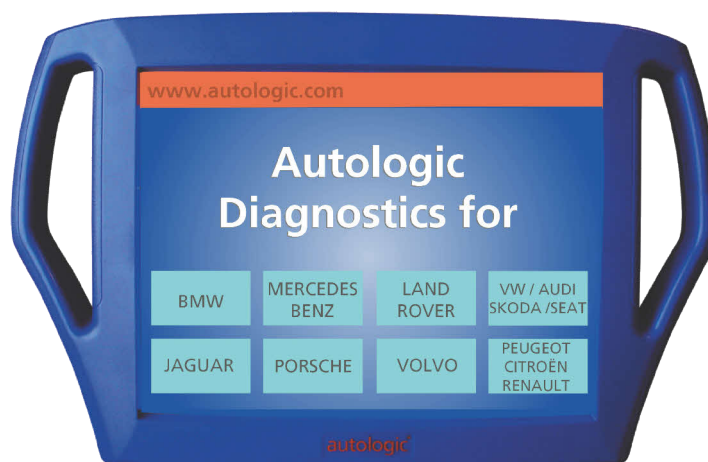 www.autologic.com
Autologic
Diagnostics for
BMW
MERCEDES
BENZ
LAND
ROVER
VW / AUDI
SKODA /SEAT
JAGUAR
PORSCHE
VOLVO
PEUGEOT
CITROËN
RENAULT
autologic